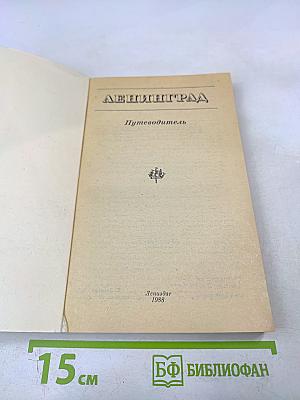 ЛЕНИНГРАД
Путеводитель
Лениздат
1988
15 см
БФ БИБЛИОФАН